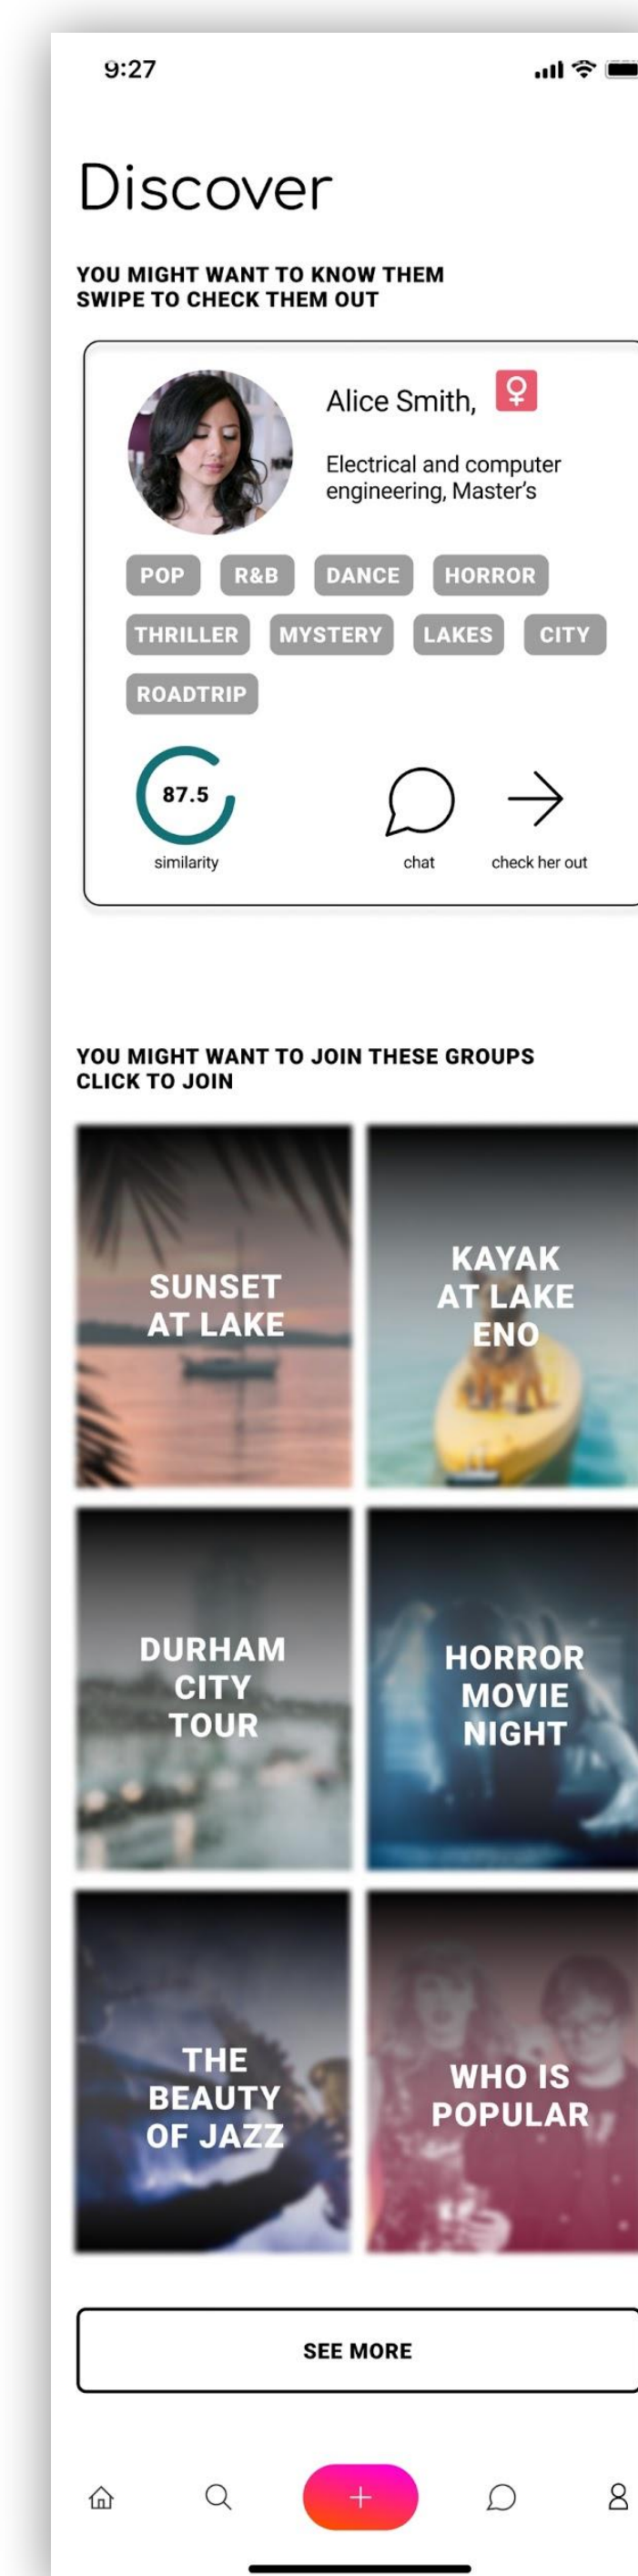 9:27
Discover
YOU MIGHT WANT TO KNOW THEM
SWIPE TO CHECK THEM OUT
Alice Smith,
Electrical and computer
engineering, Master's
POP R&B DANCE HORROR
THRILLER MYSTERY LAKES CITY
ROADTRIP
87.5
similarity chat check her out
YOU MIGHT WANT TO JOIN THESE GROUPS
CLICK TO JOIN
SUNSET
AT LAKE
KAYAK
AT LAKE
ENO
DURHAM
CITY
TOUR
HORROR
MOVIE
NIGHT
THE
BEAUTY
OF JAZZ
WHO IS
POPULAR
SEE MORE